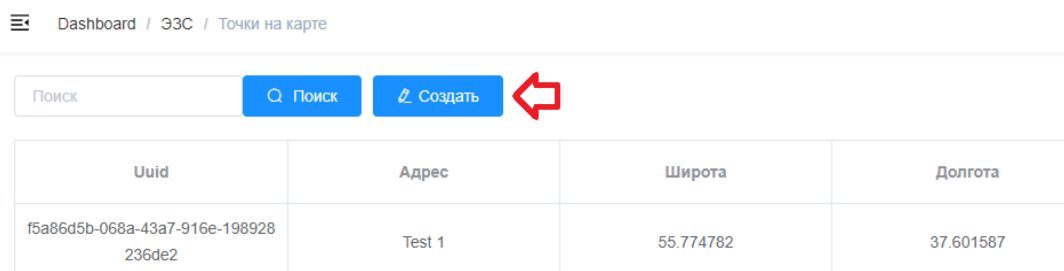 Dashboard / ЭЗС / Точки на карте
Поиск Поиск Создать
Uuid Адрес Широта Долгота
f5a86d5b-068a-43a7-916e-198928
236de2 Test 1 55.774782 37.601587